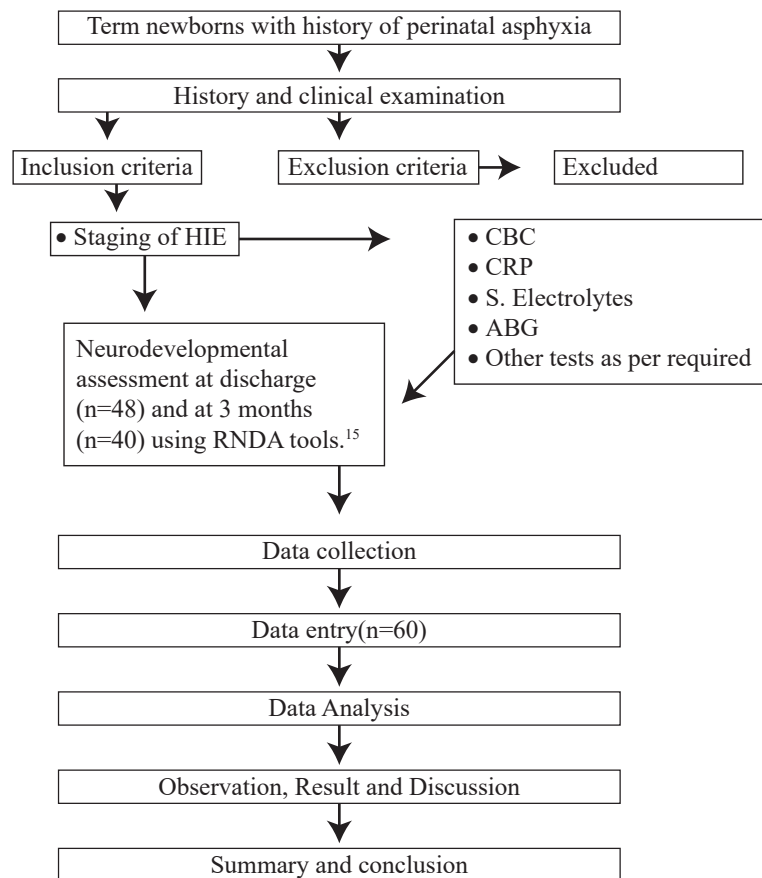 Term newborns with history of perinatal asphyxia
History and clinical examination
Inclusion criteria
Exclusion criteria
Excluded
• Staging of HIE
• CBC
• CRP
• S. Electrolytes
• ABG
• Other tests as per required
Neurodevelopmental
assessment at discharge
(n=48) and at 3 months
(n=40) using RNDA tools.15
Data collection
Data entry(n=60)
Data Analysis
Observation, Result and Discussion
Summary and conclusion